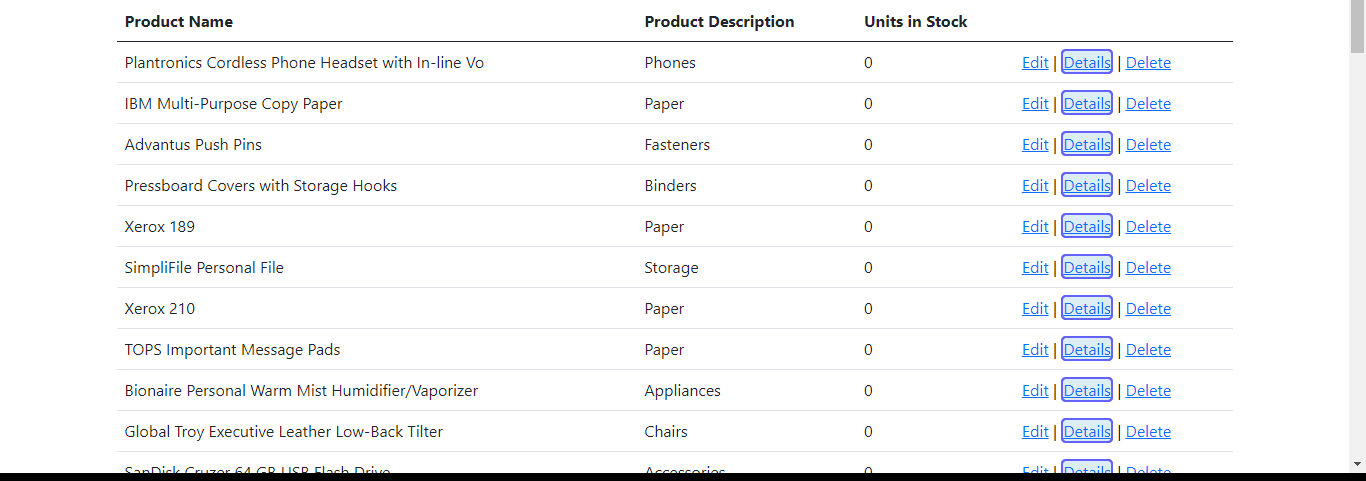 Product Name Product Description Units in Stock
Plantronics Cordless Phone Headset with In-line Vo Phones 0 Edit | Details | Delete
IBM Multi-Purpose Copy Paper Paper 0 Edit | Details | Delete
Advantus Push Pins Fasteners 0 Edit | Details | Delete
Pressboard Covers with Storage Hooks Binders 0 Edit | Details | Delete
Xerox 189 Paper 0 Edit | Details | Delete
SimpliFile Personal File Storage 0 Edit | Details | Delete
Xerox 210 Paper 0 Edit | Details | Delete
TOPS Important Message Pads Paper 0 Edit | Details | Delete
Bionaire Personal Warm Mist Humidifier/Vaporizer Appliances 0 Edit | Details | Delete
Global Troy Executive Leather Low-Back Tilter Chairs 0 Edit | Details | Delete
SanDisk Cruzer 64 GB USB Flash Drive Accessories 0 Edit | Details | Delete